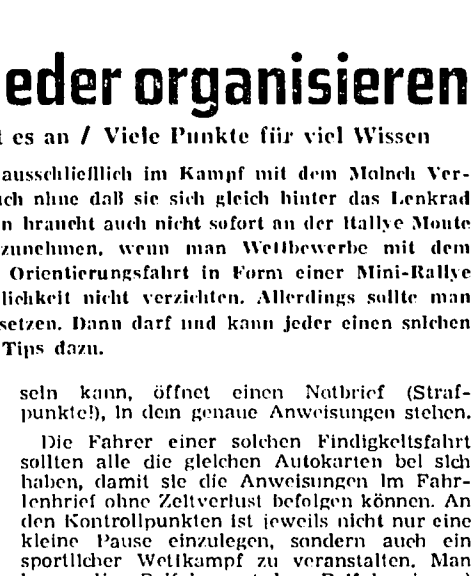 eder organisieren
t es an / Viele Punkte für viel Wissen
ausschließlich im Kampf mit dem Molnch Ver-
uch ohne daß sie sich gleich hinter das Lenkrad
n braucht auch nicht sofort an der Rallye Monte
zunehmen, wenn man Wettbewerbe mit dem
Orientierungsfahrt in Form einer Mini-Rallye
lichkeit nicht verzichten. Allerdings sollte man
setzen. Dann darf und kann jeder einen solchen
Tips dazu.
sein kann, öffnet einen Notbrief (Straf-
punkte!), in dem genaue Anweisungen stehen.
Die Fahrer einer solchen Findigkeitsfahrt
sollten alle die gleichen Autokarten bei sich
haben, damit sie die Anweisungen im Fahr-
tenbrief ohne Zeitverlust befolgen können. An
den Kontrollpunkten ist jeweils nicht nur eine
kleine Pause einzulegen, sondern auch ein
sportlicher Wettkampf zu veranstalten. Man